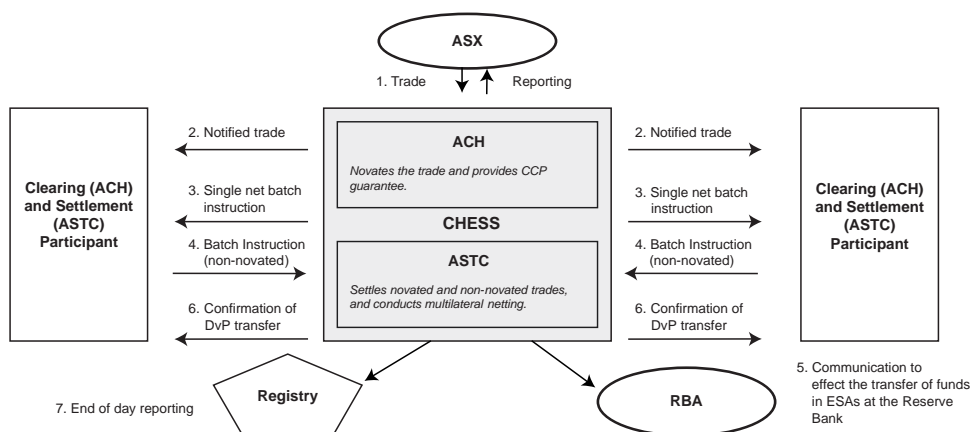 ASX
1. Trade
Reporting
ACH
Novates the trade and provides CCP
guarantee.
CHESS
ASTC
Settles novated and non-novated trades,
and conducts multilateral netting.
Clearing (ACH)
and Settlement
(ASTC)
Participant
2. Notified trade
3. Single net batch
instruction
4. Batch Instruction
(non-novated)
6. Confirmation of
DvP transfer
2. Notified trade
3. Single net batch
instruction
4. Batch Instruction
(non-novated)
6. Confirmation of
DvP transfer
Clearing (ACH)
and Settlement
(ASTC)
Participant
7. End of day reporting
Registry
RBA
5. Communication to
effect the transfer of funds
in ESAs at the Reserve
Bank